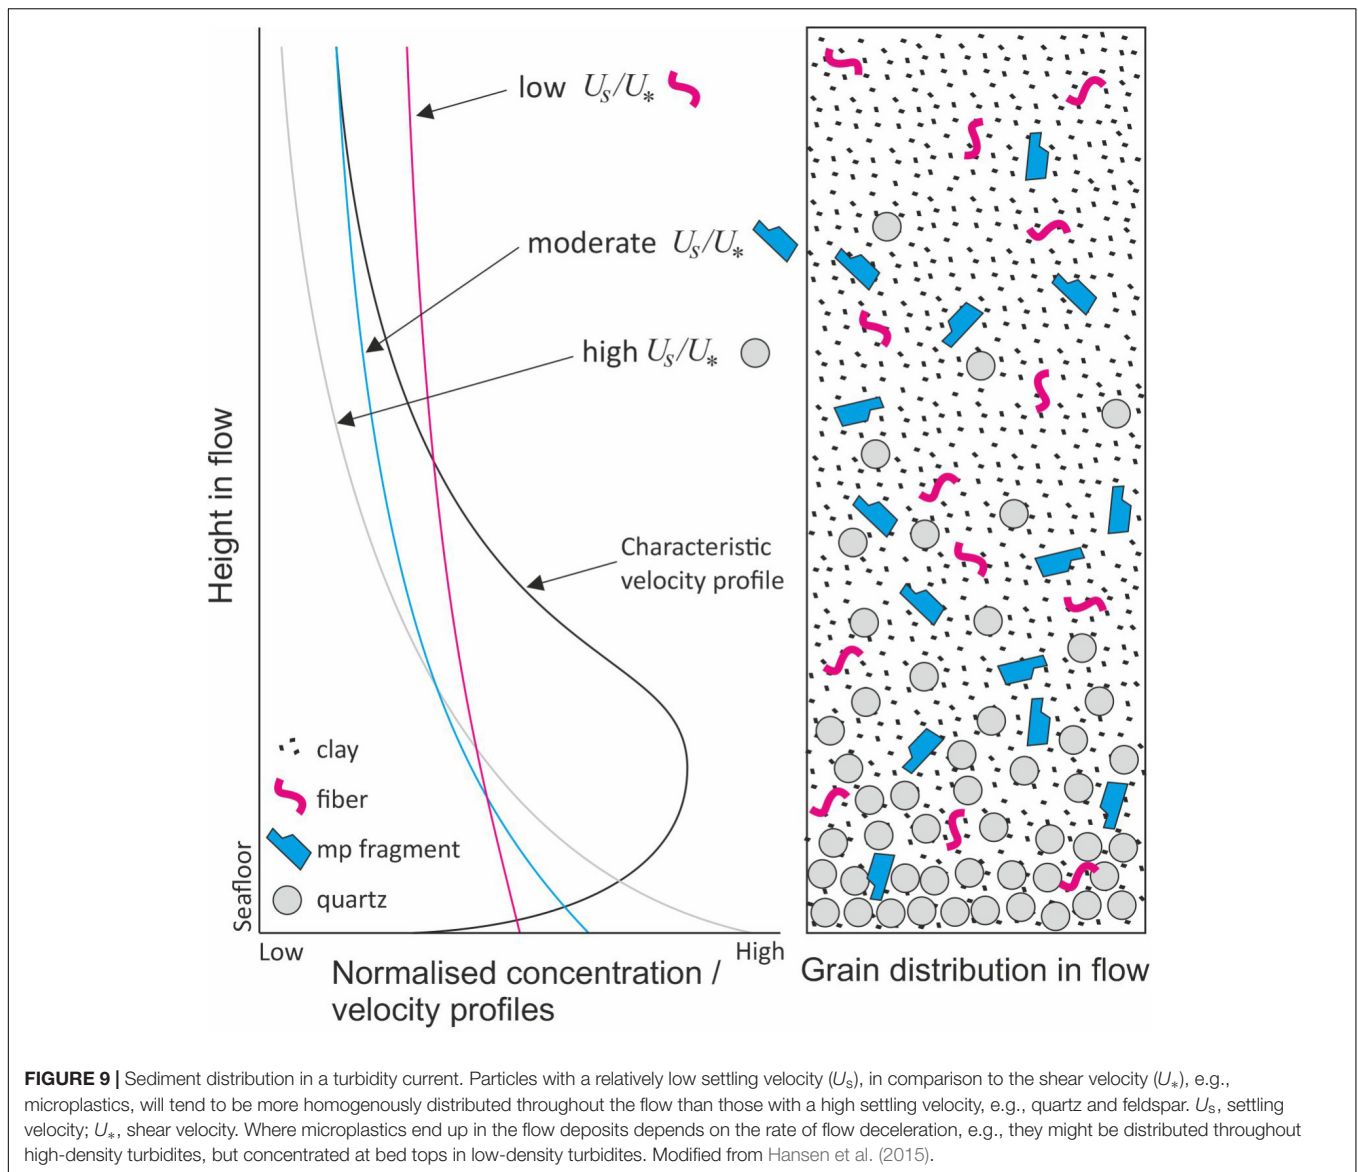 low Us/U*
moderate Us/U*
high Us/U*
Height in flow
Characteristic
velocity profile
clay
fiber
mp fragment
quartz
Seafloor
Low
High
Normalised concentration /
velocity profiles
Grain distribution in flow
FIGURE 9 | Sediment distribution in a turbidity current. Particles with a relatively low settling velocity (Us), in comparison to the shear velocity (U*), e.g.,
microplastics, will tend to be more homogenously distributed throughout the flow than those with a high settling velocity, e.g., quartz and feldspar. Us, settling
velocity; U*, shear velocity. Where microplastics end up in the flow deposits depends on the rate of flow deceleration, e.g., they might be distributed throughout
high-density turbidites, but concentrated at bed tops in low-density turbidites. Modified from Hansen et al. (2015).